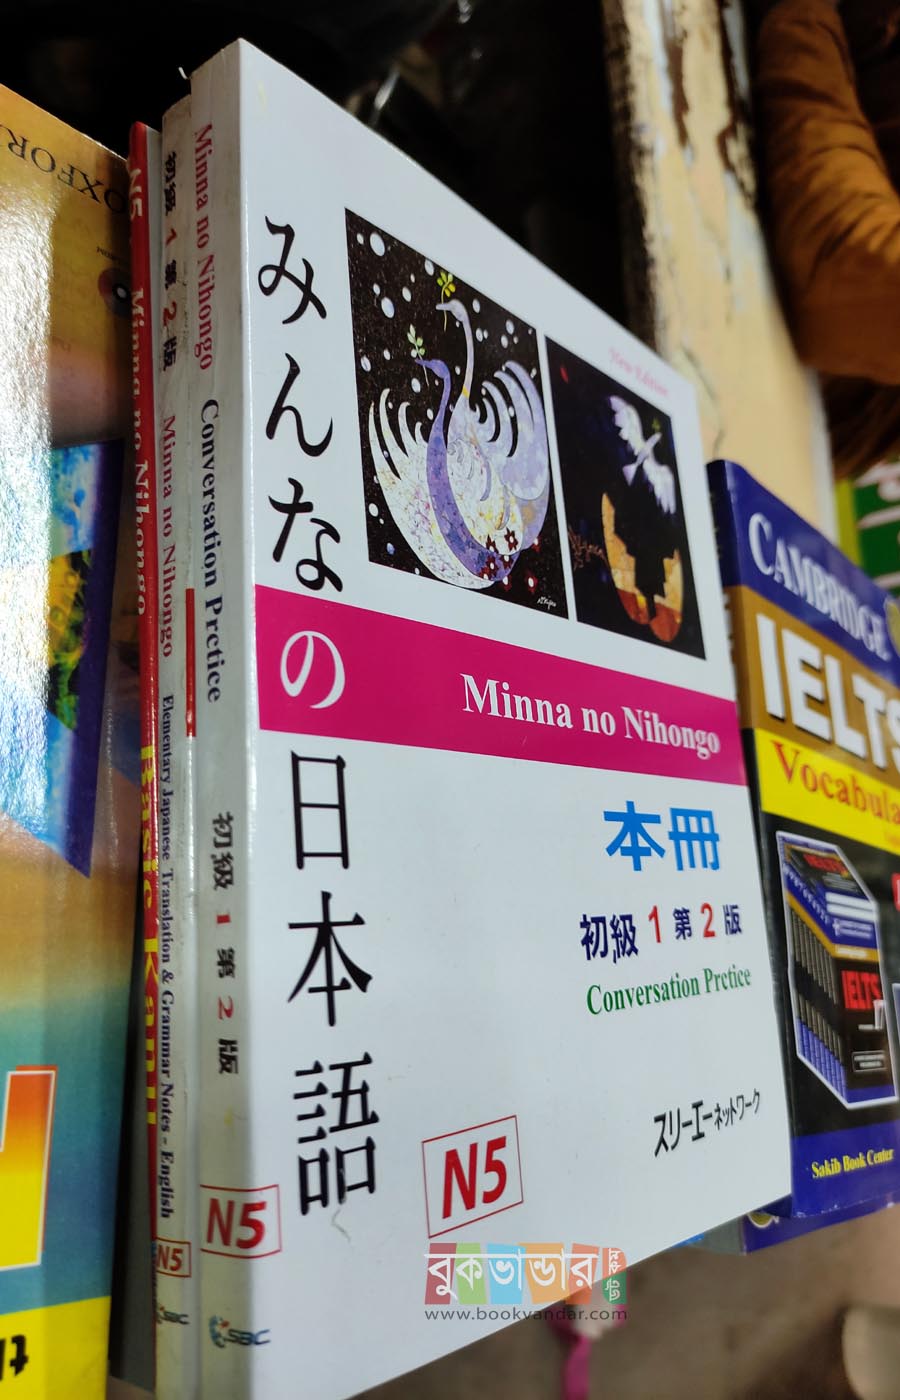 みんなの日本語
New Edition
Minna no Nihongo
本冊
初級 1 第 2 版
Conversation Prctice
スリーエーネットワーク
N5
Minna no Nihongo Conversation Prctice 初級 1 第 2 版
N5
SBC
初級 1 第 2 版 Minna no Nihongo Elementary Japanese Translation & Grammar Notes - English
N5
SBC
N5 Minna no Nihongo Basic Kanji
OXFOR
th
CAMBRIDGE
IELTS
Vocabula
IELTS
Sakib Book Center
বুকভান্ডার
ডট কম
www.bookvandar.com